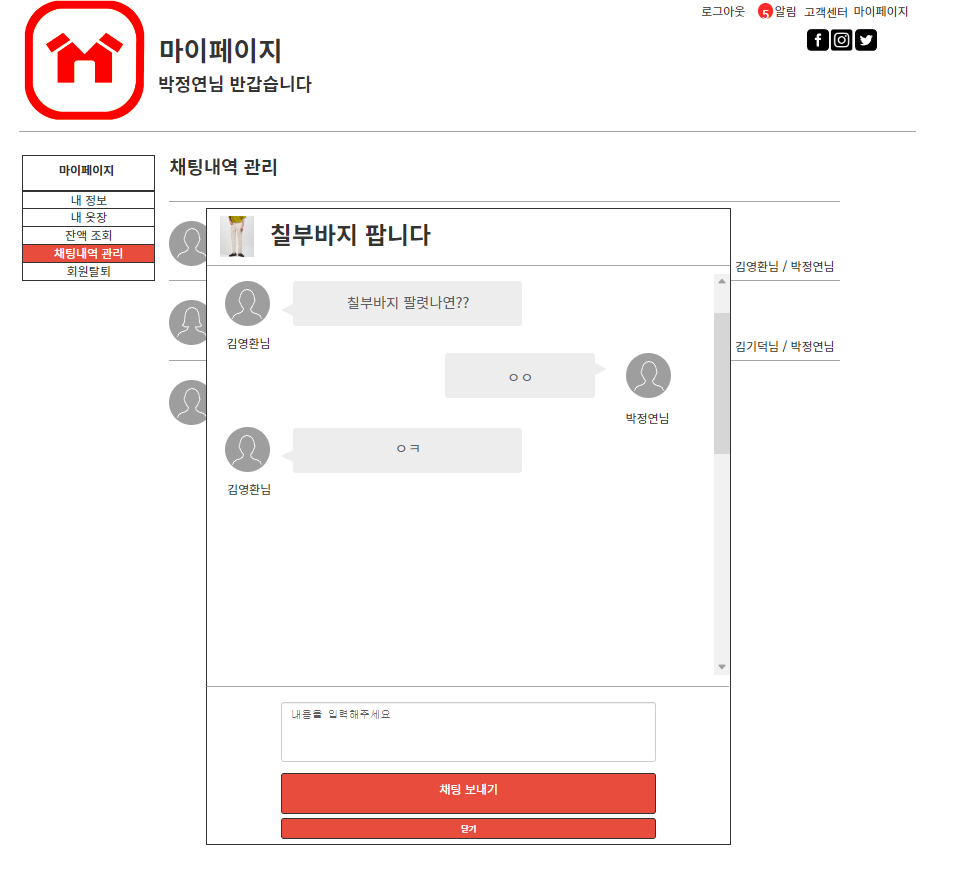 로그아웃 5 알림 고객센터 마이페이지
마이페이지
박정연님 반갑습니다
마이페이지
내 정보
내 옷장
잔액 조회
채팅내역 관리
회원탈퇴
채팅내역 관리
김영환님 / 박정연님
김기덕님 / 박정연님
칠부바지 팝니다
칠부바지 팔렷나연??
김영환님
ㅇㅇ
박정연님
ㅇㅋ
김영환님
내용을 입력해주세요
채팅 보내기
닫기